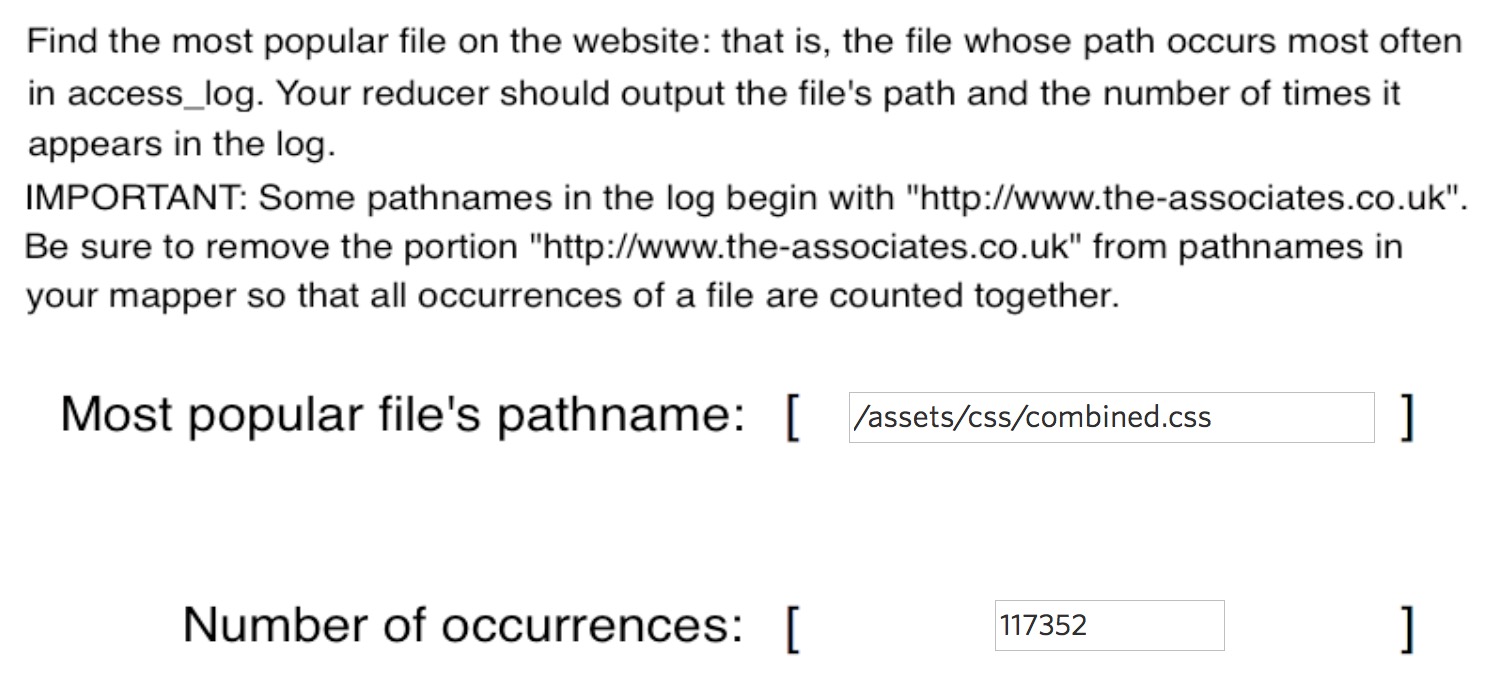 Find the most popular file on the website: that is, the file whose path occurs most often
in access_log. Your reducer should output the file's path and the number of times it
appears in the log.
IMPORTANT: Some pathnames in the log begin with "http://www.the-associates.co.uk".
Be sure to remove the portion "http://www.the-associates.co.uk" from pathnames in
your mapper so that all occurrences of a file are counted together.
Most popular file's pathname: [ /assets/css/combined.css ]
Number of occurrences: [ 117352 ]